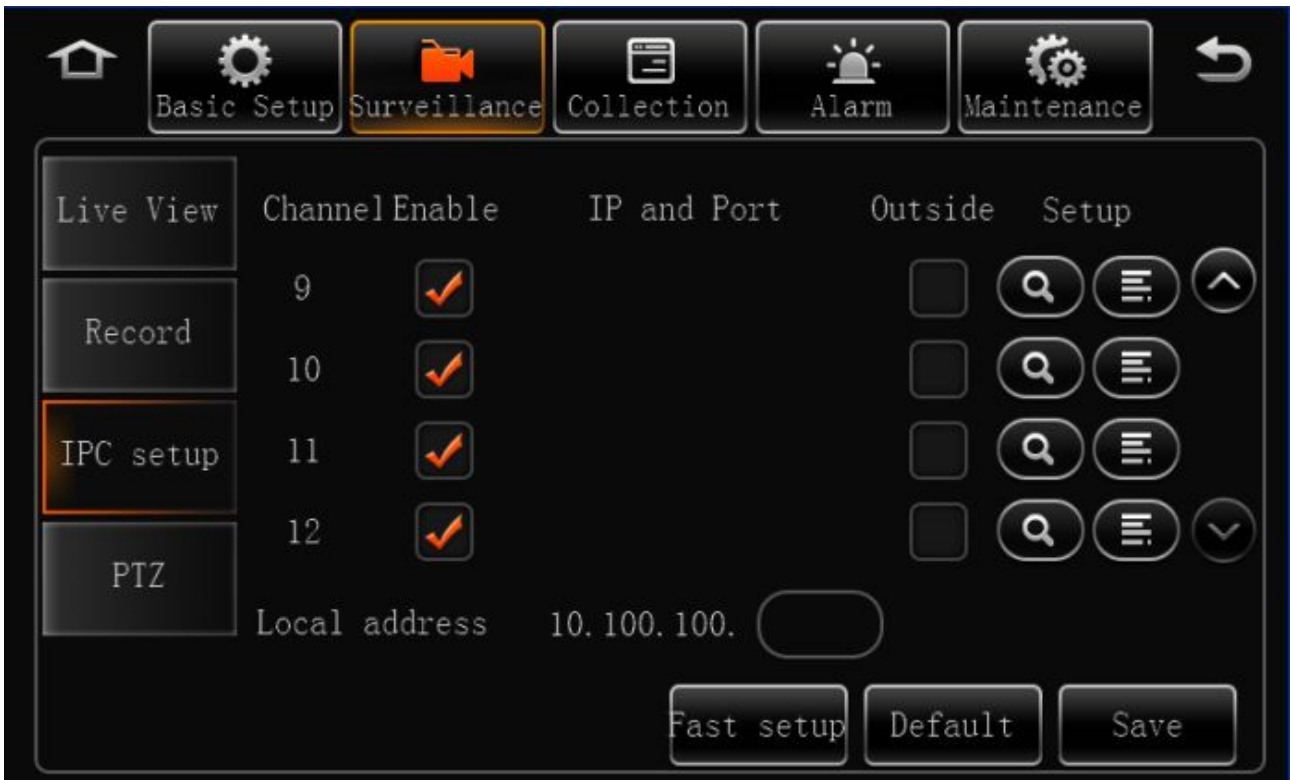 Basic Setup Surveillance Collection Alarm Maintenance
Live View
Record
IPC setup
PTZ
Channel Enable IP and Port Outside Setup
9
10
11
12
Local address 10.100.100.
Fast setup Default Save